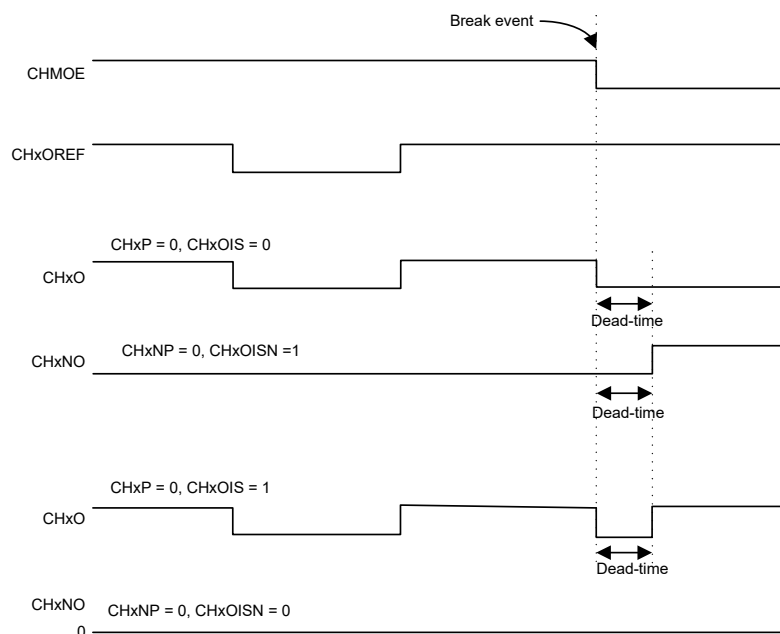 Break event
CHMOE
CHxOREF
CHxP = 0, CHxOIS = 0
CHxO
Dead-time
CHxNP = 0, CHxOISN =1
CHxNO
Dead-time
CHxP = 0, CHxOIS = 1
CHxO
Dead-time
CHxNO
CHxNP = 0, CHxOISN = 0
0